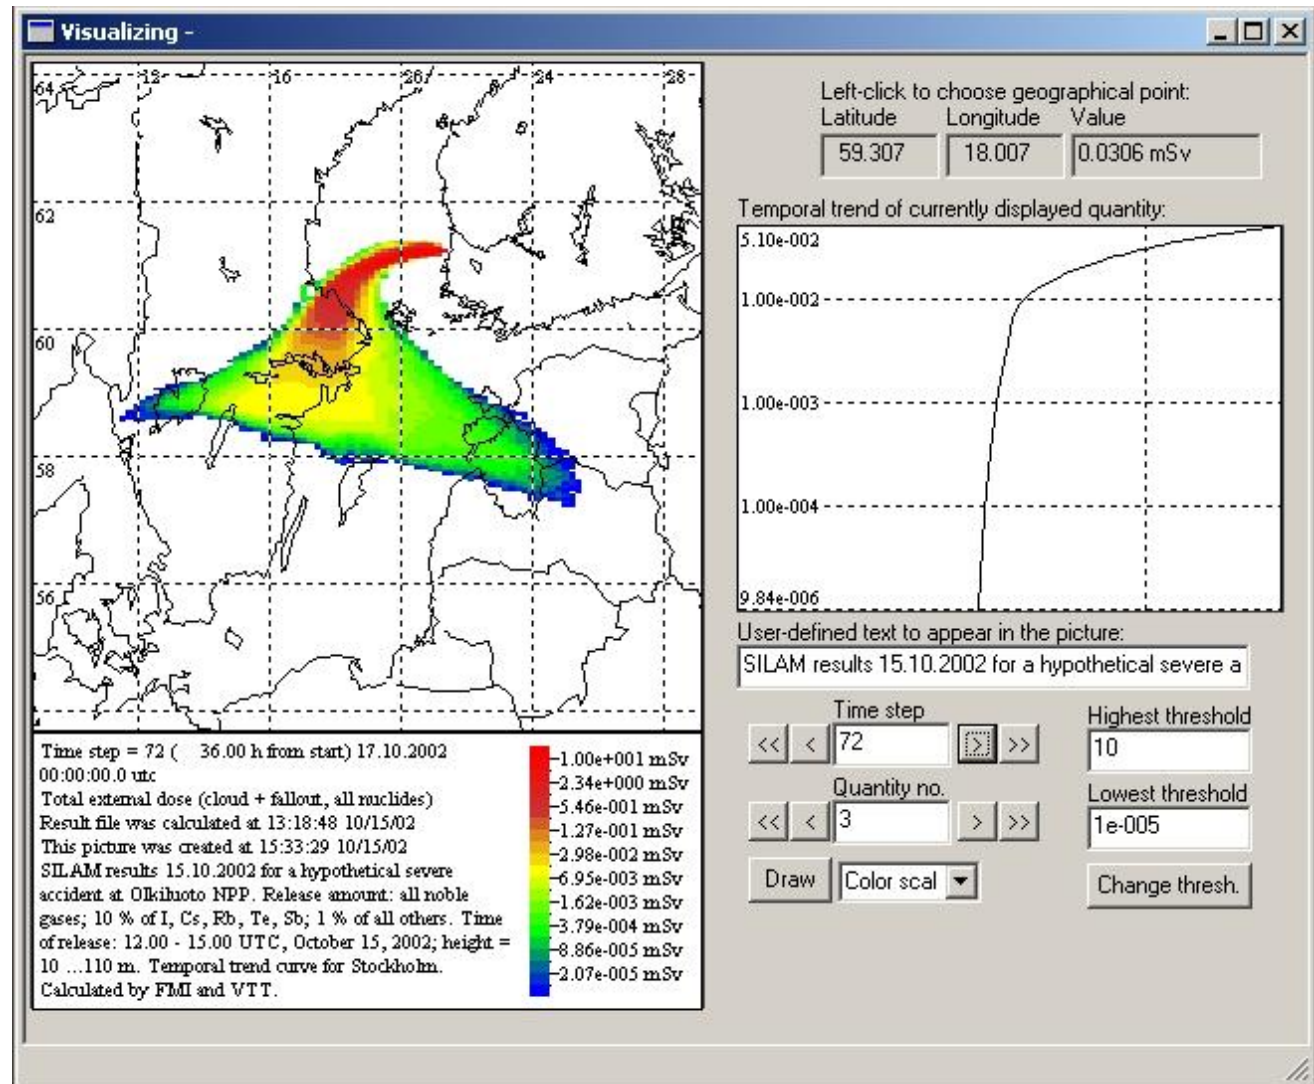 Visualizing -
12 16 20 24 28
64
62
60
58
56
Time step = 72 ( 36.00 h from start) 17.10.2002
00:00:00.0 utc
Total external dose (cloud + fallout, all nuclides)
Result file was calculated at 13:18:48 10/15/02
This picture was created at 15:33:29 10/15/02
SILAM results 15.10.2002 for a hypothetical severe
accident at Olkiluoto NPP. Release amount: all noble
gases; 10 % of I, Cs, Rb, Te, Sb; 1 % of all others. Time
of release: 12.00 - 15.00 UTC, October 15, 2002; height =
10 ...110 m. Temporal trend curve for Stockholm.
Calculated by FMI and VTT.
1.00e+001 mSv
2.34e+000 mSv
5.46e-001 mSv
1.27e-001 mSv
2.98e-002 mSv
6.95e-003 mSv
1.62e-003 mSv
3.79e-004 mSv
8.86e-005 mSv
2.07e-005 mSv
Left-click to choose geographical point:
Latitude Longitude Value
59.307 18.007 0.0306 mSv
Temporal trend of currently displayed quantity:
5.10e-002
1.00e-002
1.00e-003
1.00e-004
9.84e-006
User-defined text to appear in the picture:
SILAM results 15.10.2002 for a hypothetical severe a
Time step
<< < 72 > >>
Quantity no.
<< < 3 > >>
Draw Color scal
Highest threshold
10
Lowest threshold
1e-005
Change thresh.